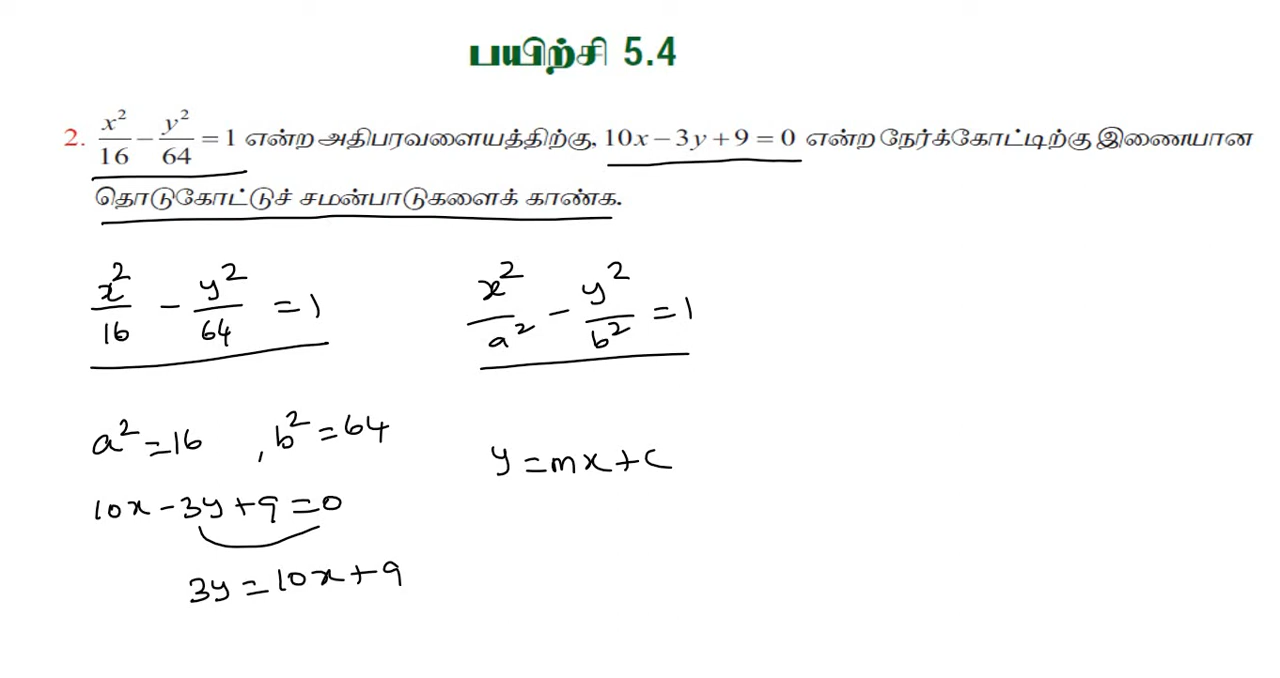 பயிற்சி 5.4
2. x²/16 − y²/64 = 1 என்ற அதிபரவளையத்திற்கு, 10x − 3y + 9 = 0 என்ற நேர்க்கோட்டிற்கு இணையான
தொடுகோட்டுச் சமன்பாடுகளைக் காண்க.
x²/16 − y²/64 = 1
x²/a² − y²/b² = 1
a² = 16 , b² = 64
y = mx + c
10x − 3y + 9 = 0
3y = 10x + 9